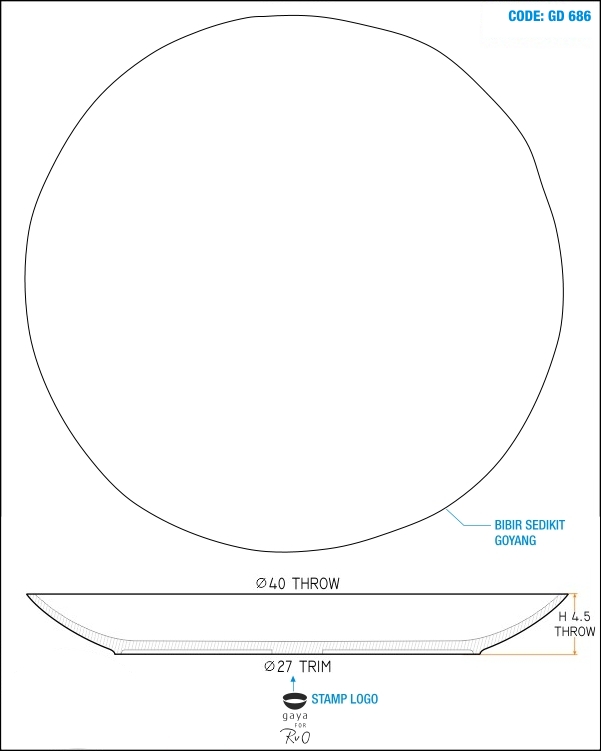 CODE: GD 686
BIBIR SEDIKIT
GOYANG
Ø40 THROW
H 4.5
THROW
Ø27 TRIM
STAMP LOGO
gaya
FOR
RvO